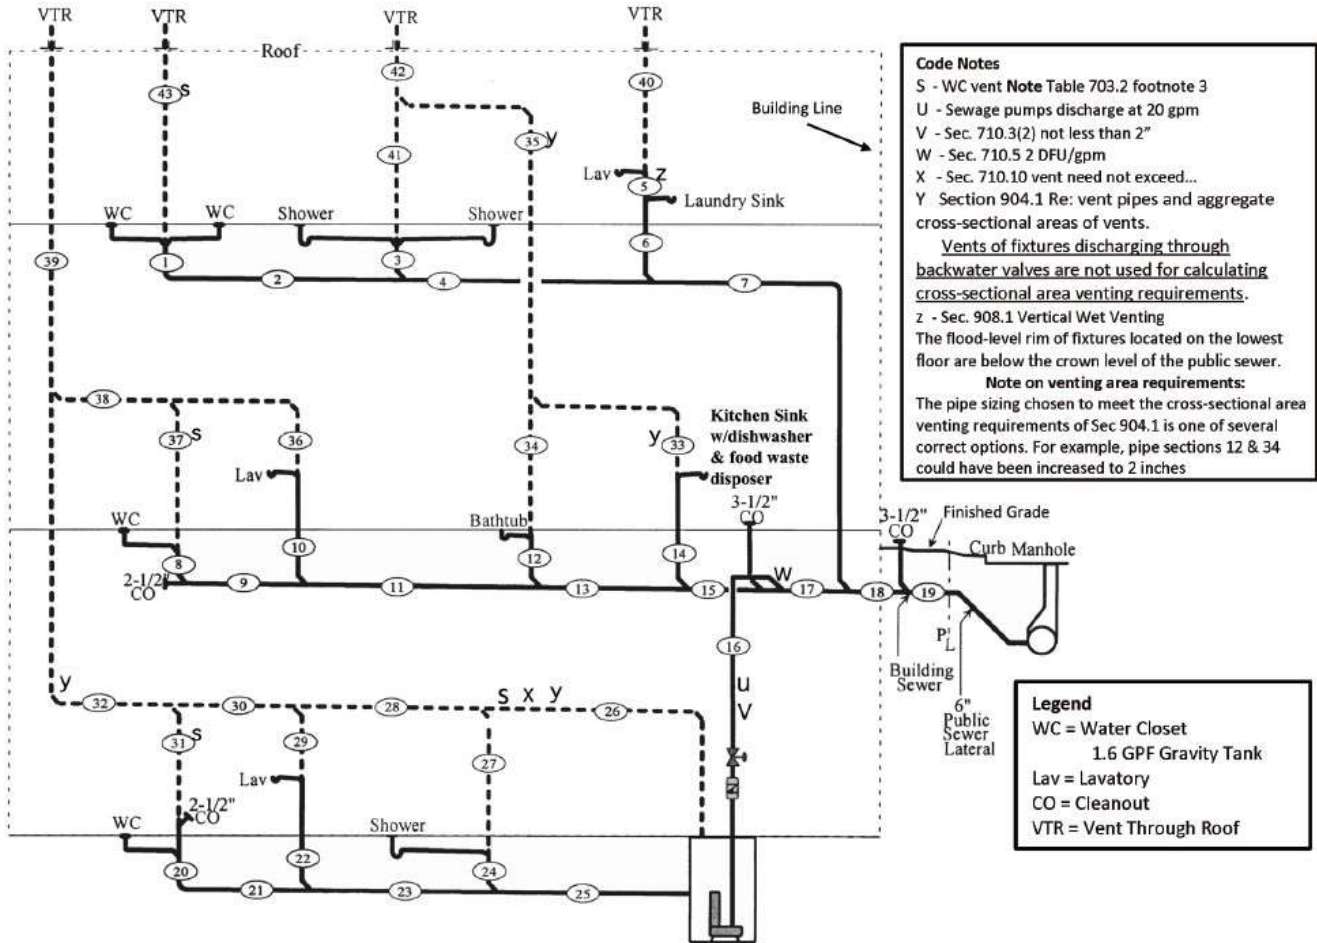 VTR
VTR
VTR
VTR
Roof
42
43
S
40
35
y
41
Lav
z
5
Laundry Sink
WC
WC
Shower
Shower
39
1
3
6
2
4
7
Building Line
Code Notes
S - WC vent Note Table 703.2 footnote 3
U - Sewage pumps discharge at 20 gpm
V - Sec. 710.3(2) not less than 2”
W - Sec. 710.5 2 DFU/gpm
X - Sec. 710.10 vent need not exceed...
Y Section 904.1 Re: vent pipes and aggregate
cross-sectional areas of vents.
Vents of fixtures discharging through
backwater valves are not used for calculating
cross-sectional area venting requirements.
z - Sec. 908.1 Vertical Wet Venting
The flood-level rim of fixtures located on the lowest
floor are below the crown level of the public sewer.
Note on venting area requirements:
The pipe sizing chosen to meet the cross-sectional area
venting requirements of Sec 904.1 is one of several
correct options. For example, pipe sections 12 & 34
could have been increased to 2 inches
38
37
S
36
34
y
33
Kitchen Sink
w/dishwasher
& food waste
disposer
Lav
WC
Bathtub
3-1/2"
CO
3-1/2"
CO
Finished Grade
Curb Manhole
8
10
12
14
2-1/2"
CO
9
11
13
15
W
17
18
19
16
P
L
Building
Sewer
6"
Public
Sewer
Lateral
u
V
y
32
30
28
s x y
26
31
S
29
27
Lav
2-1/2"
CO
WC
Shower
N
20
22
24
21
23
25
Legend
WC = Water Closet
1.6 GPF Gravity Tank
Lav = Lavatory
CO = Cleanout
VTR = Vent Through Roof